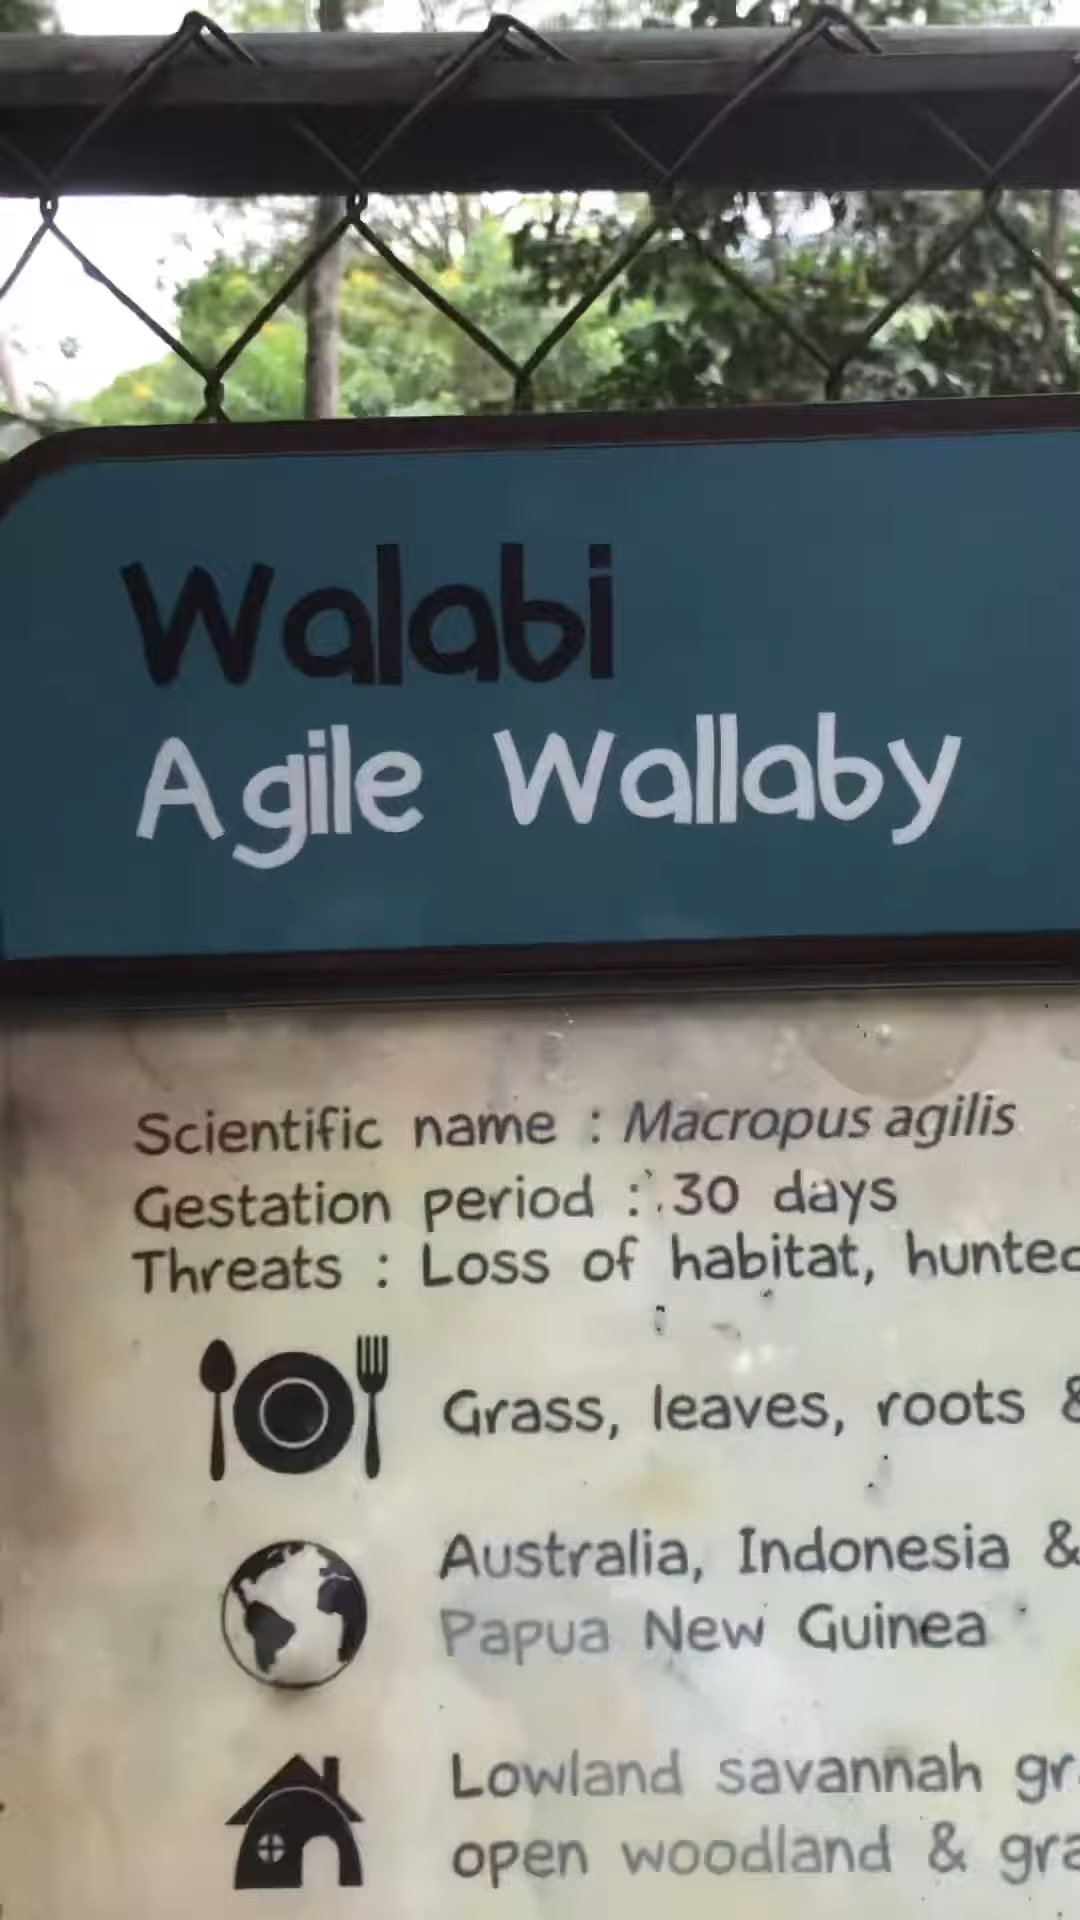 Walabi
Agile Wallaby
Scientific name : Macropus agilis
Gestation period : 30 days
Threats : Loss of habitat, hunted
Grass, leaves, roots &
Australia, Indonesia &
Papua New Guinea
Lowland savannah
open woodland &